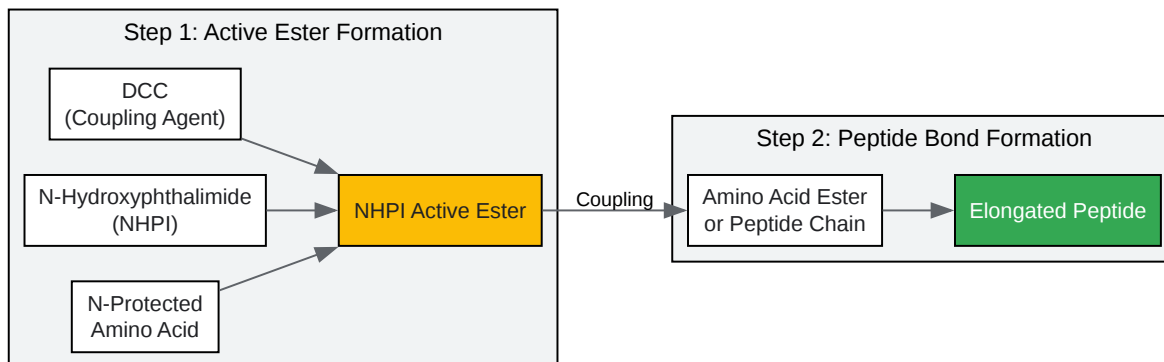 Step 1: Active Ester Formation
DCC
(Coupling Agent)
N-Hydroxyphthalimide
(NHPI)
N-Protected
Amino Acid
NHPI Active Ester
Coupling
Step 2: Peptide Bond Formation
Amino Acid Ester
or Peptide Chain
Elongated Peptide